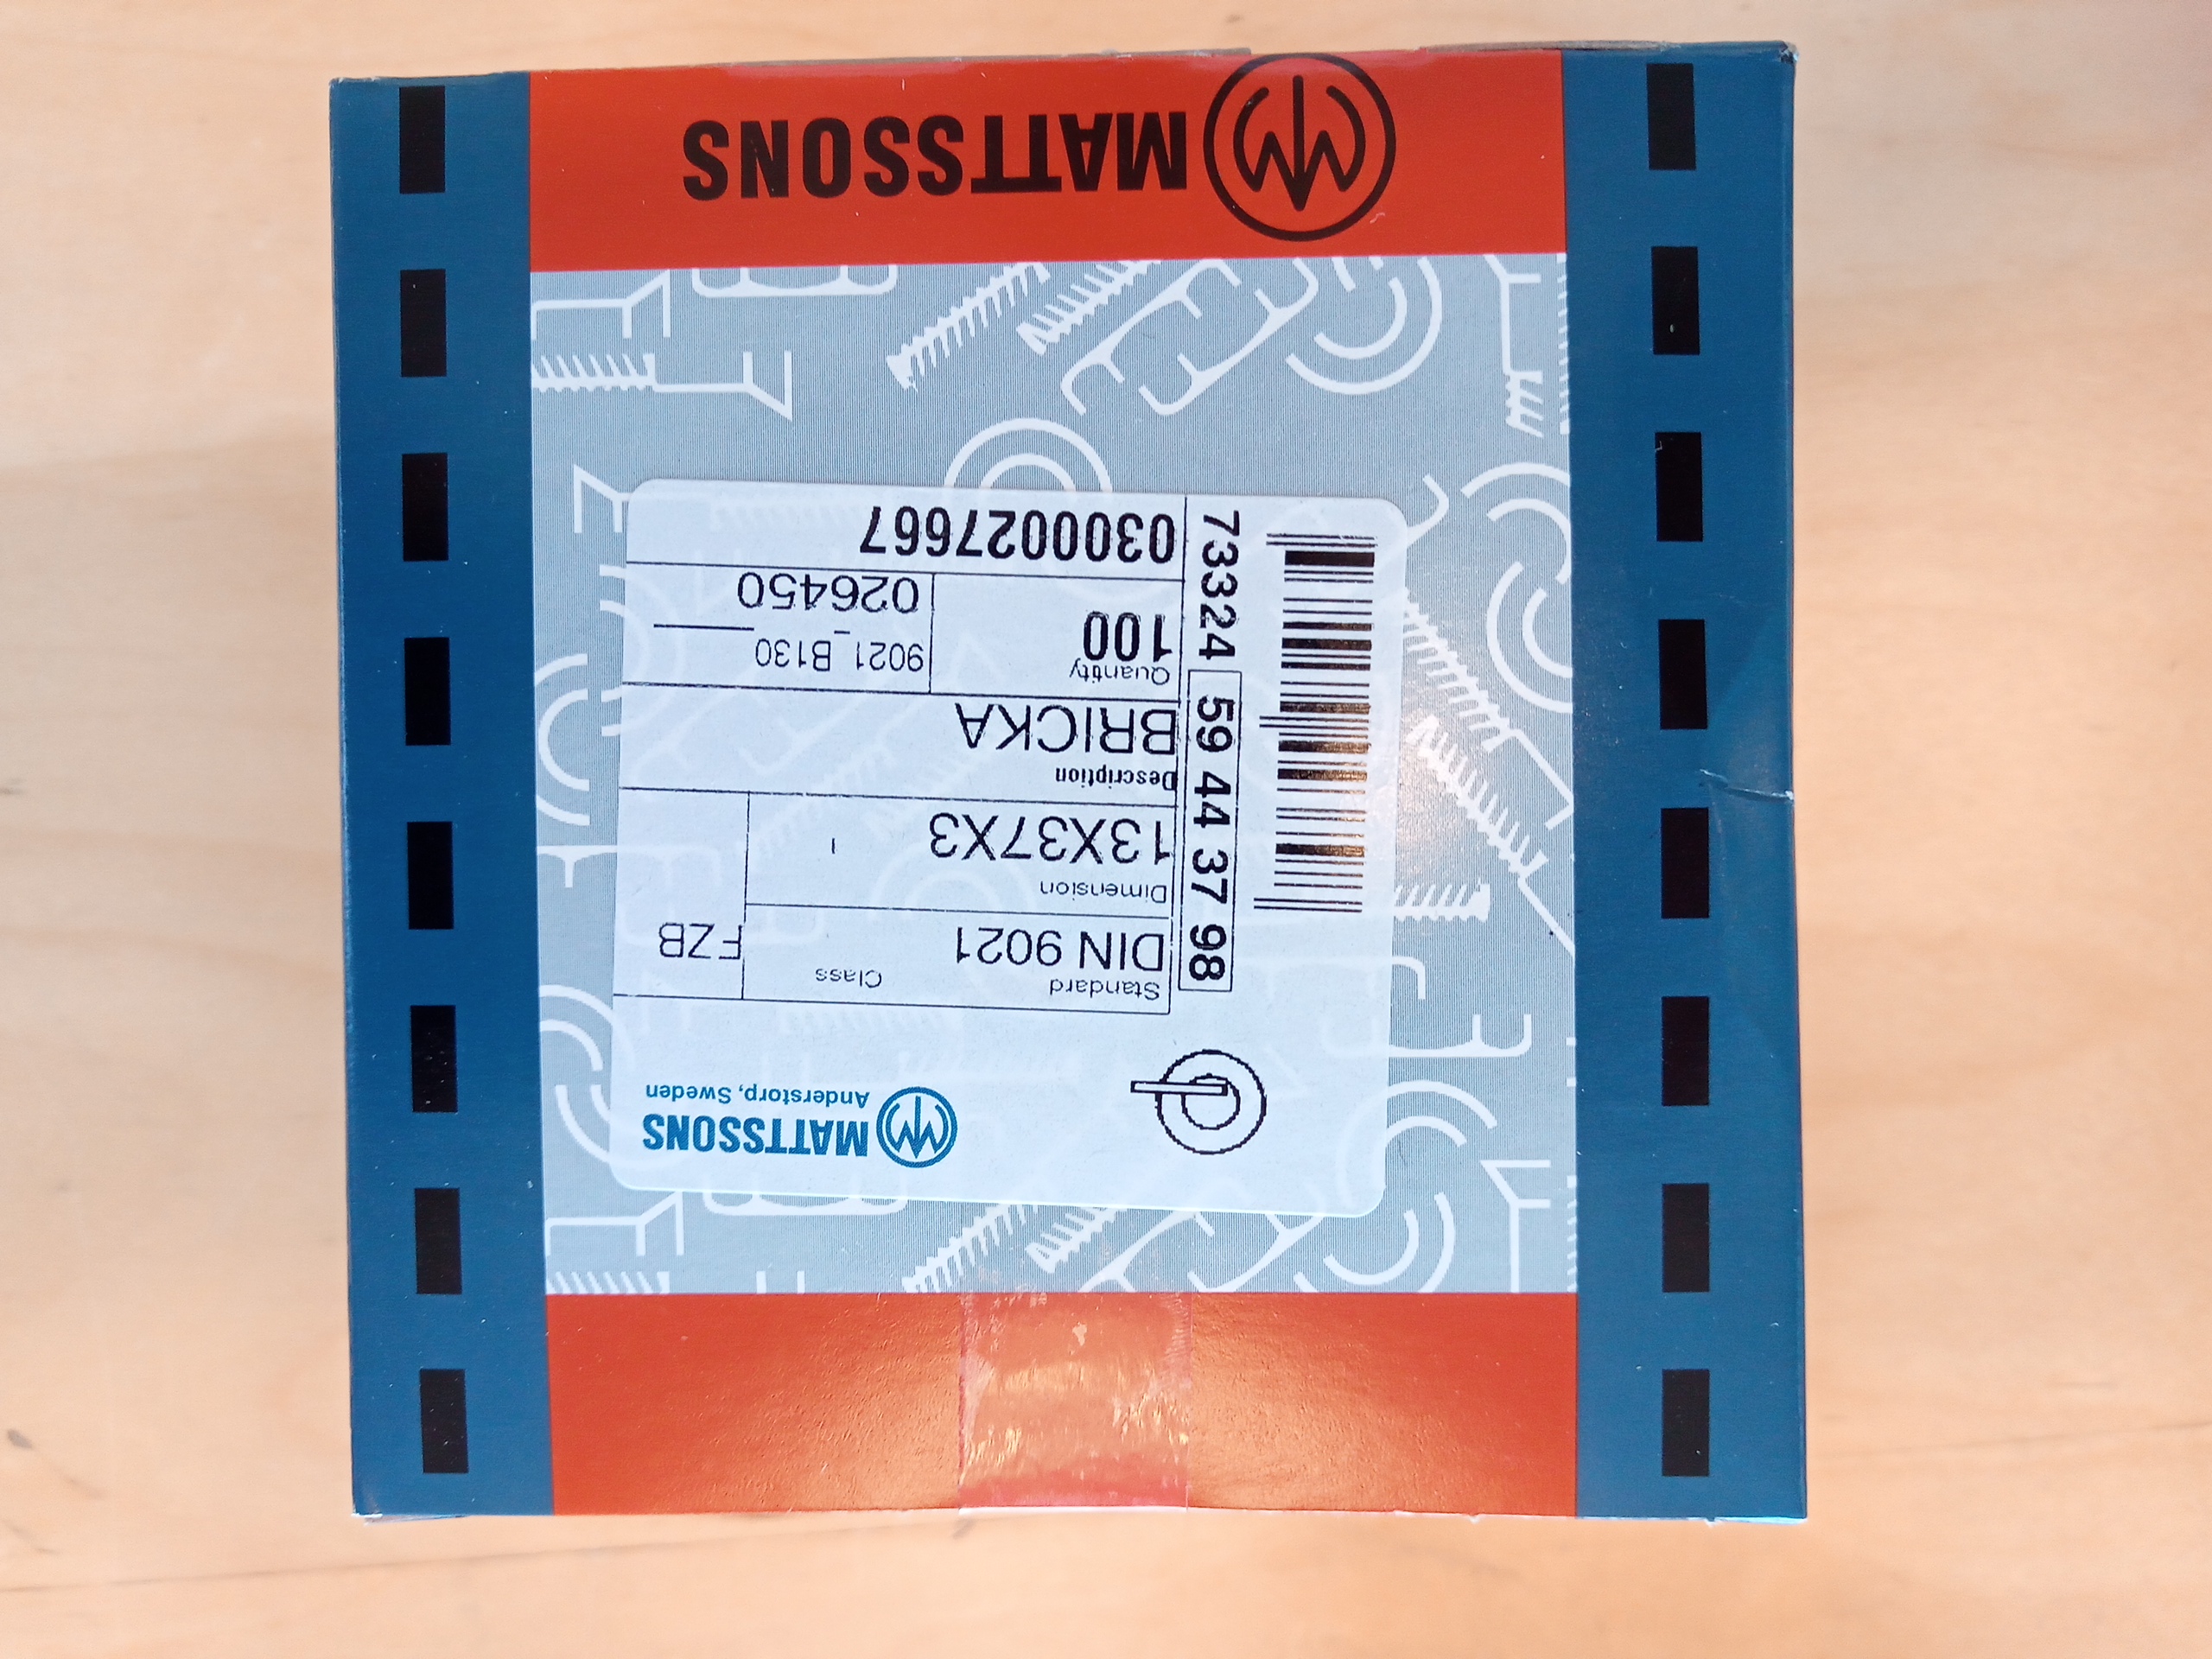 MATTSSONS
Anderstorp, Sweden
Standard
Class
DIN 9021
FZB
Dimension
13X37X3
Description
BRICKA
Quantity
100
9021_B130
026450
0300027667
73324 59 44 37 98
MATTSSONS